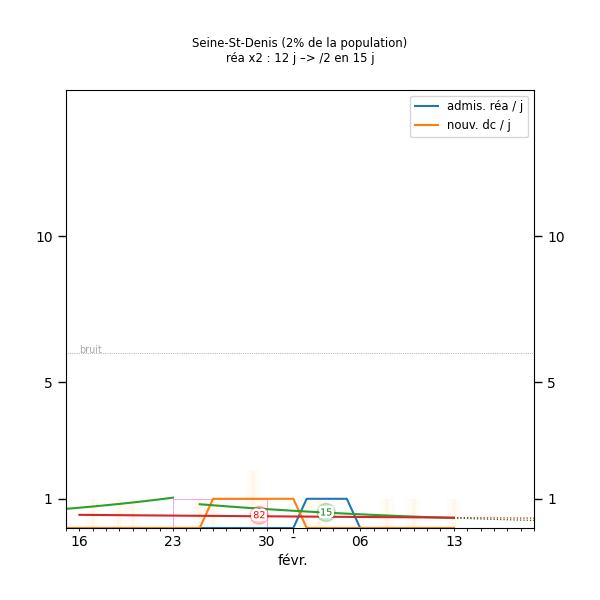 Seine-St-Denis (2% de la population)
réa x2 : 12 j –> /2 en 15 j
admis. réa / j
nouv. dc / j
10 10
bruit
5 5
1 1
82 15
16 23 30 - 06 13
févr.